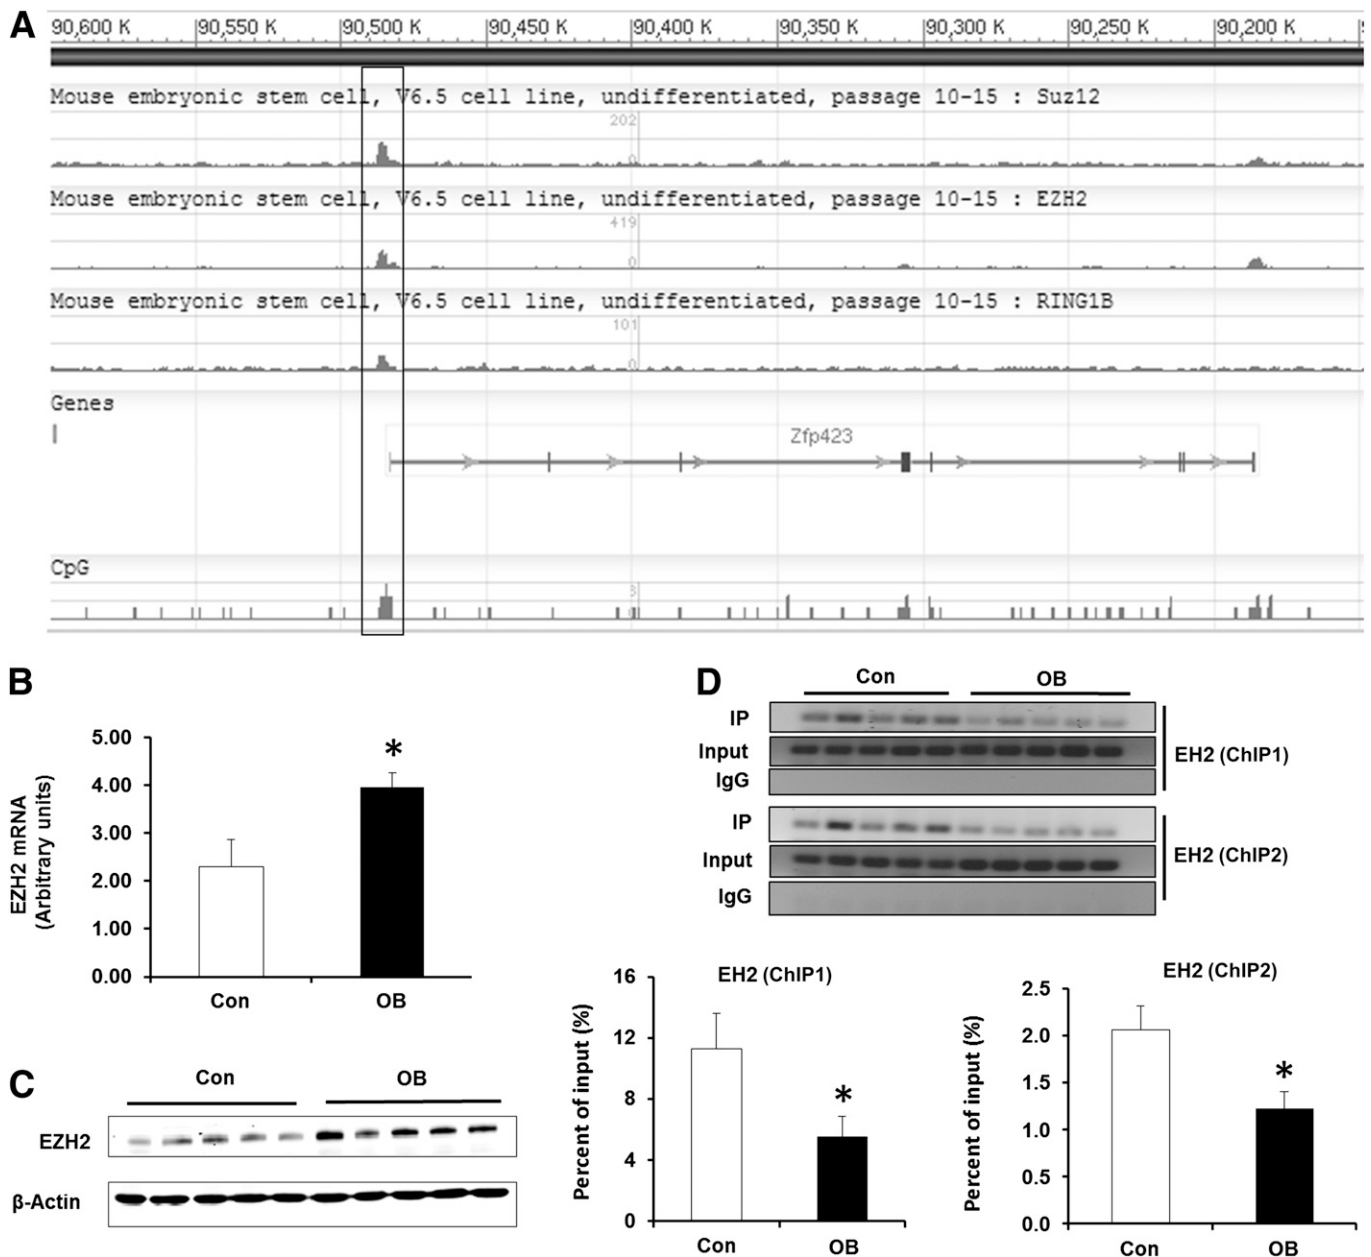 A
90,600 K 90,550 K 90,500 K 90,450 K 90,400 K 90,350 K 90,300 K 90,250 K 90,200 K
Mouse embryonic stem cell, V6.5 cell line, undifferentiated, passage 10-15 : Suz12
202
0
Mouse embryonic stem cell, V6.5 cell line, undifferentiated, passage 10-15 : EZH2
419
0
Mouse embryonic stem cell, V6.5 cell line, undifferentiated, passage 10-15 : RING1B
101
0
Genes
Zfp423
CpG
B
EZH2 mRNA
(Arbitrary units)
5.00
4.00
3.00
2.00
1.00
0.00
*
Con OB
C
Con OB
EZH2
β-Actin
D
Con OB
IP
Input
IgG
EH2 (ChIP1)
IP
Input
IgG
EH2 (ChIP2)
EH2 (ChIP1)
Percent of input (%)
16
12
8
4
0
*
Con OB
EH2 (ChIP2)
Percent of input (%)
2.5
2.0
1.5
1.0
0.5
0.0
*
Con OB